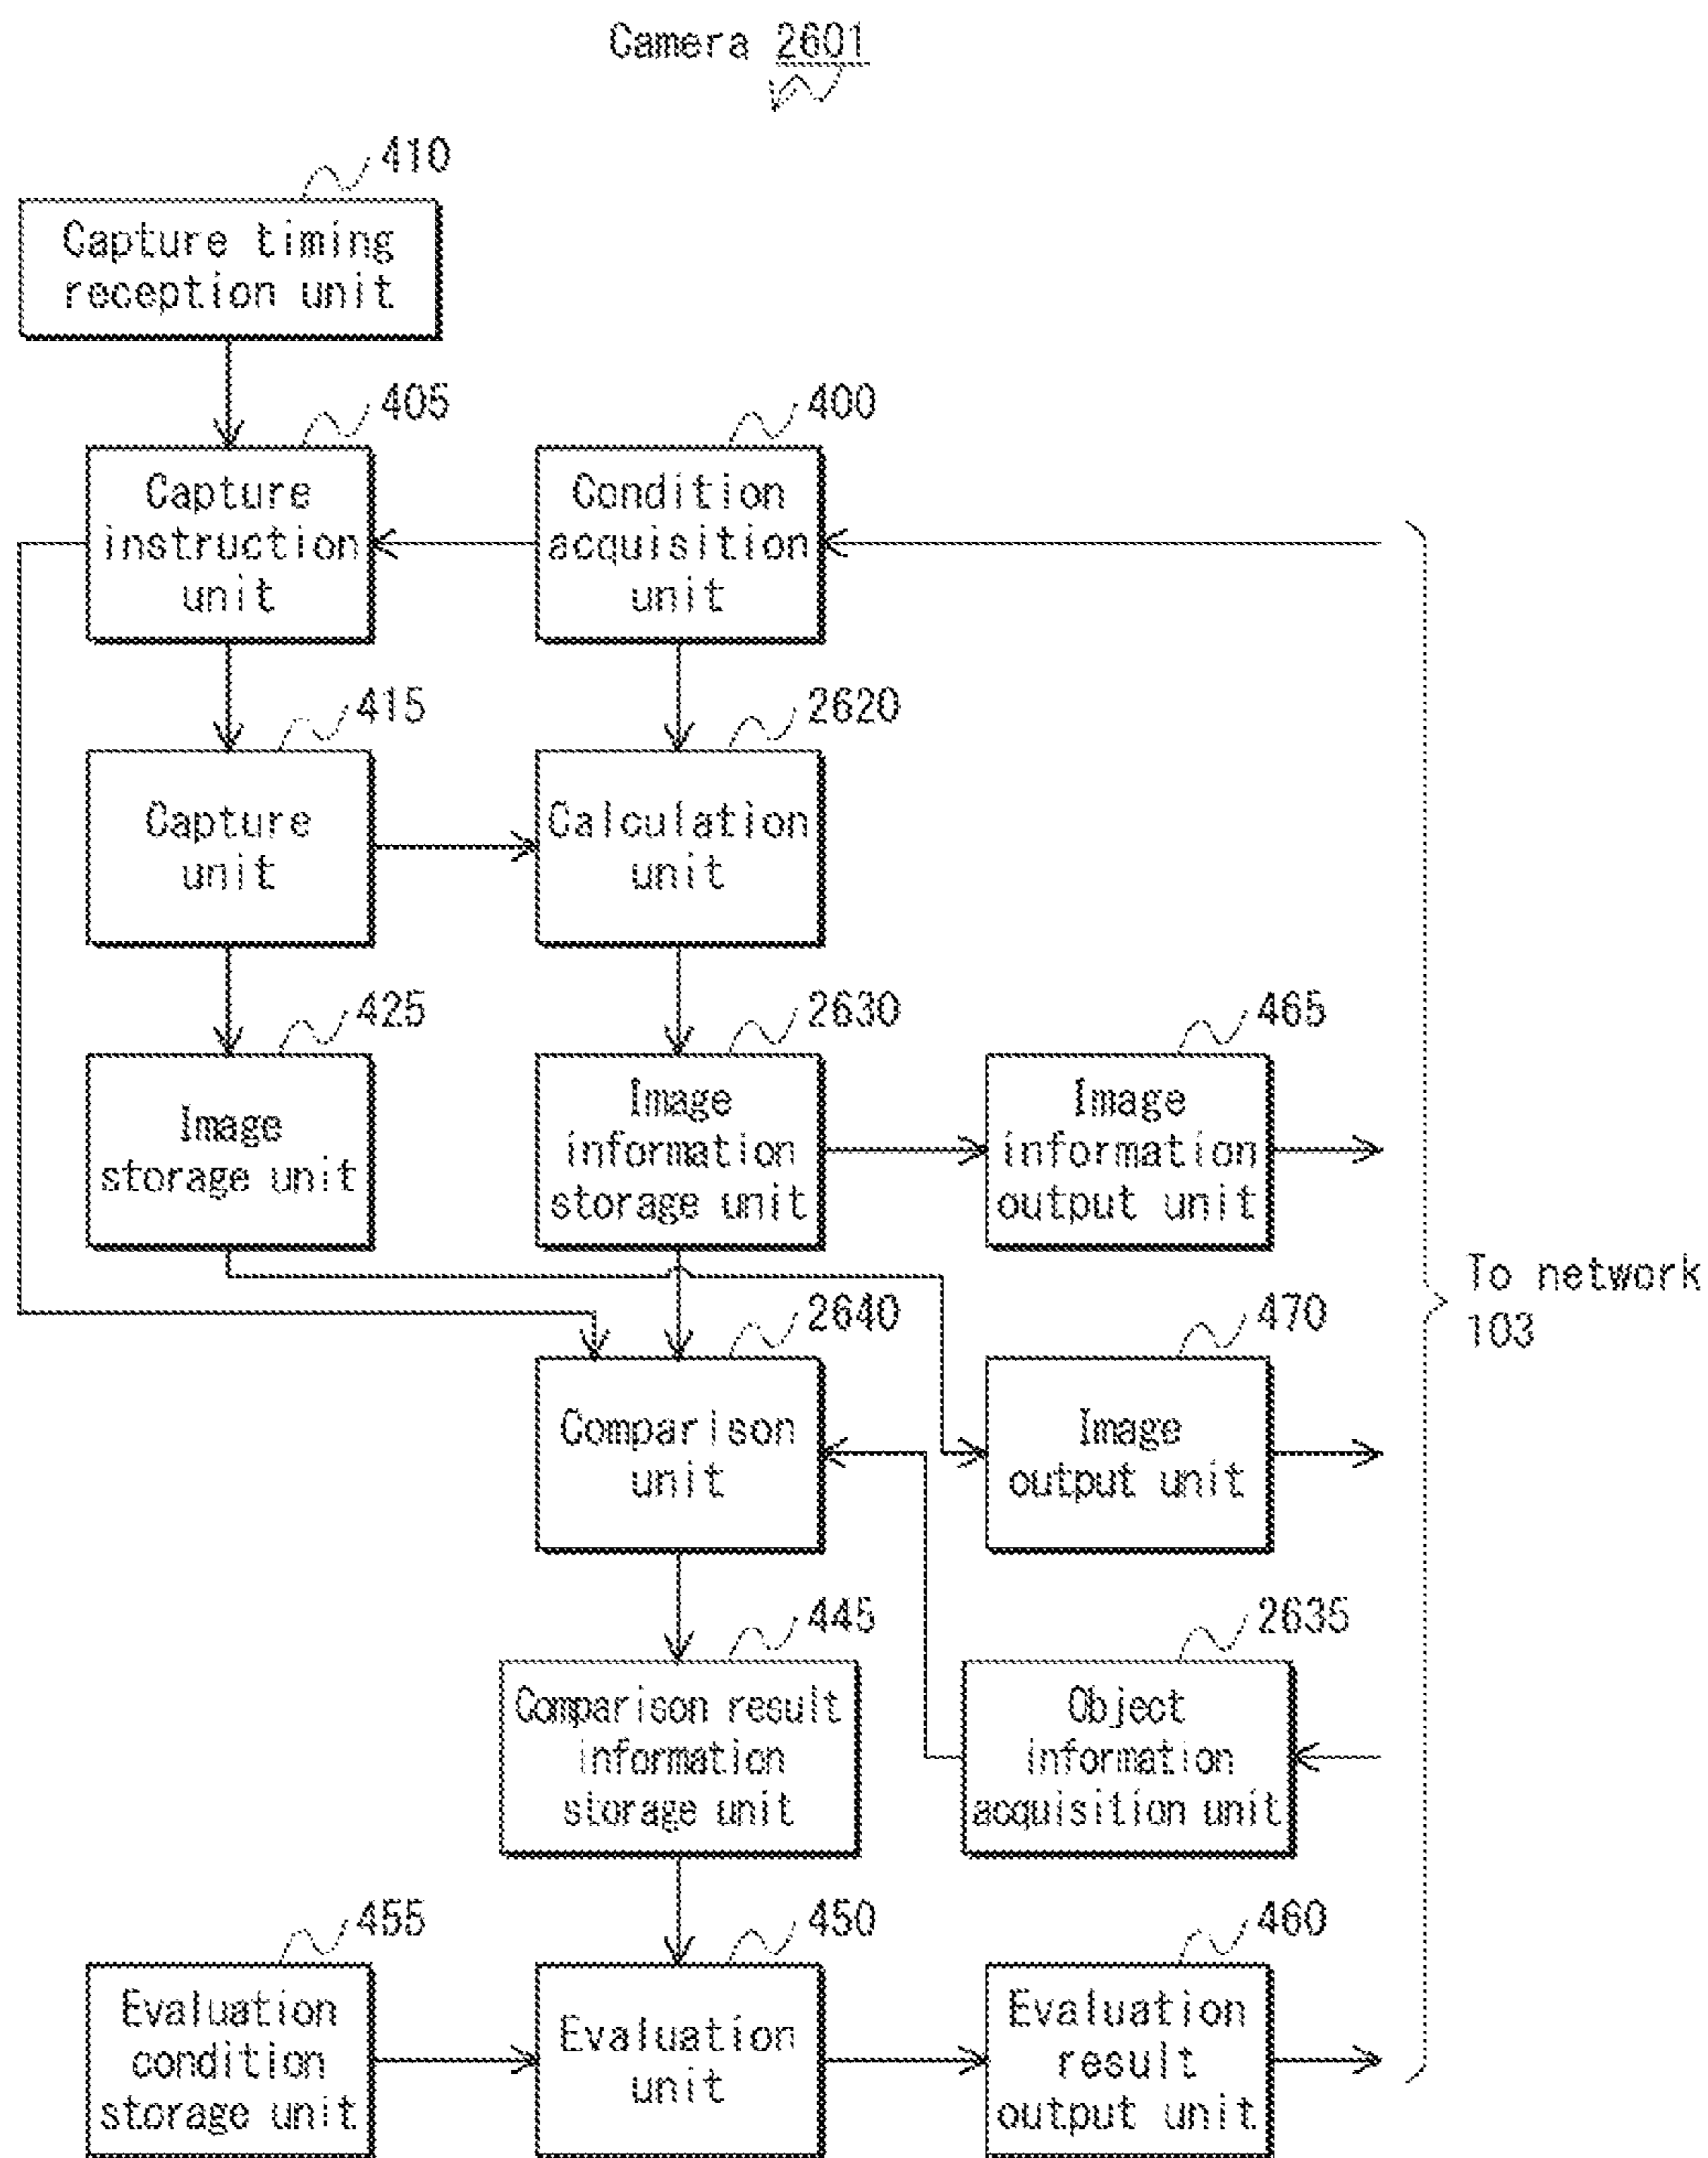 Camera 2601
410
Capture timing
reception unit
405
400
Capture
instruction
unit
Condition
acquisition
unit
415
2620
Capture
unit
Calculation
unit
425
2630
465
Image
storage unit
Image
information
storage unit
Image
information
output unit
To network
103
2640
470
Comparison
unit
Image
output unit
445
2635
Comparison result
information
storage unit
Object
information
acquisition unit
455
450
460
Evaluation
condition
storage unit
Evaluation
unit
Evaluation
result
output unit